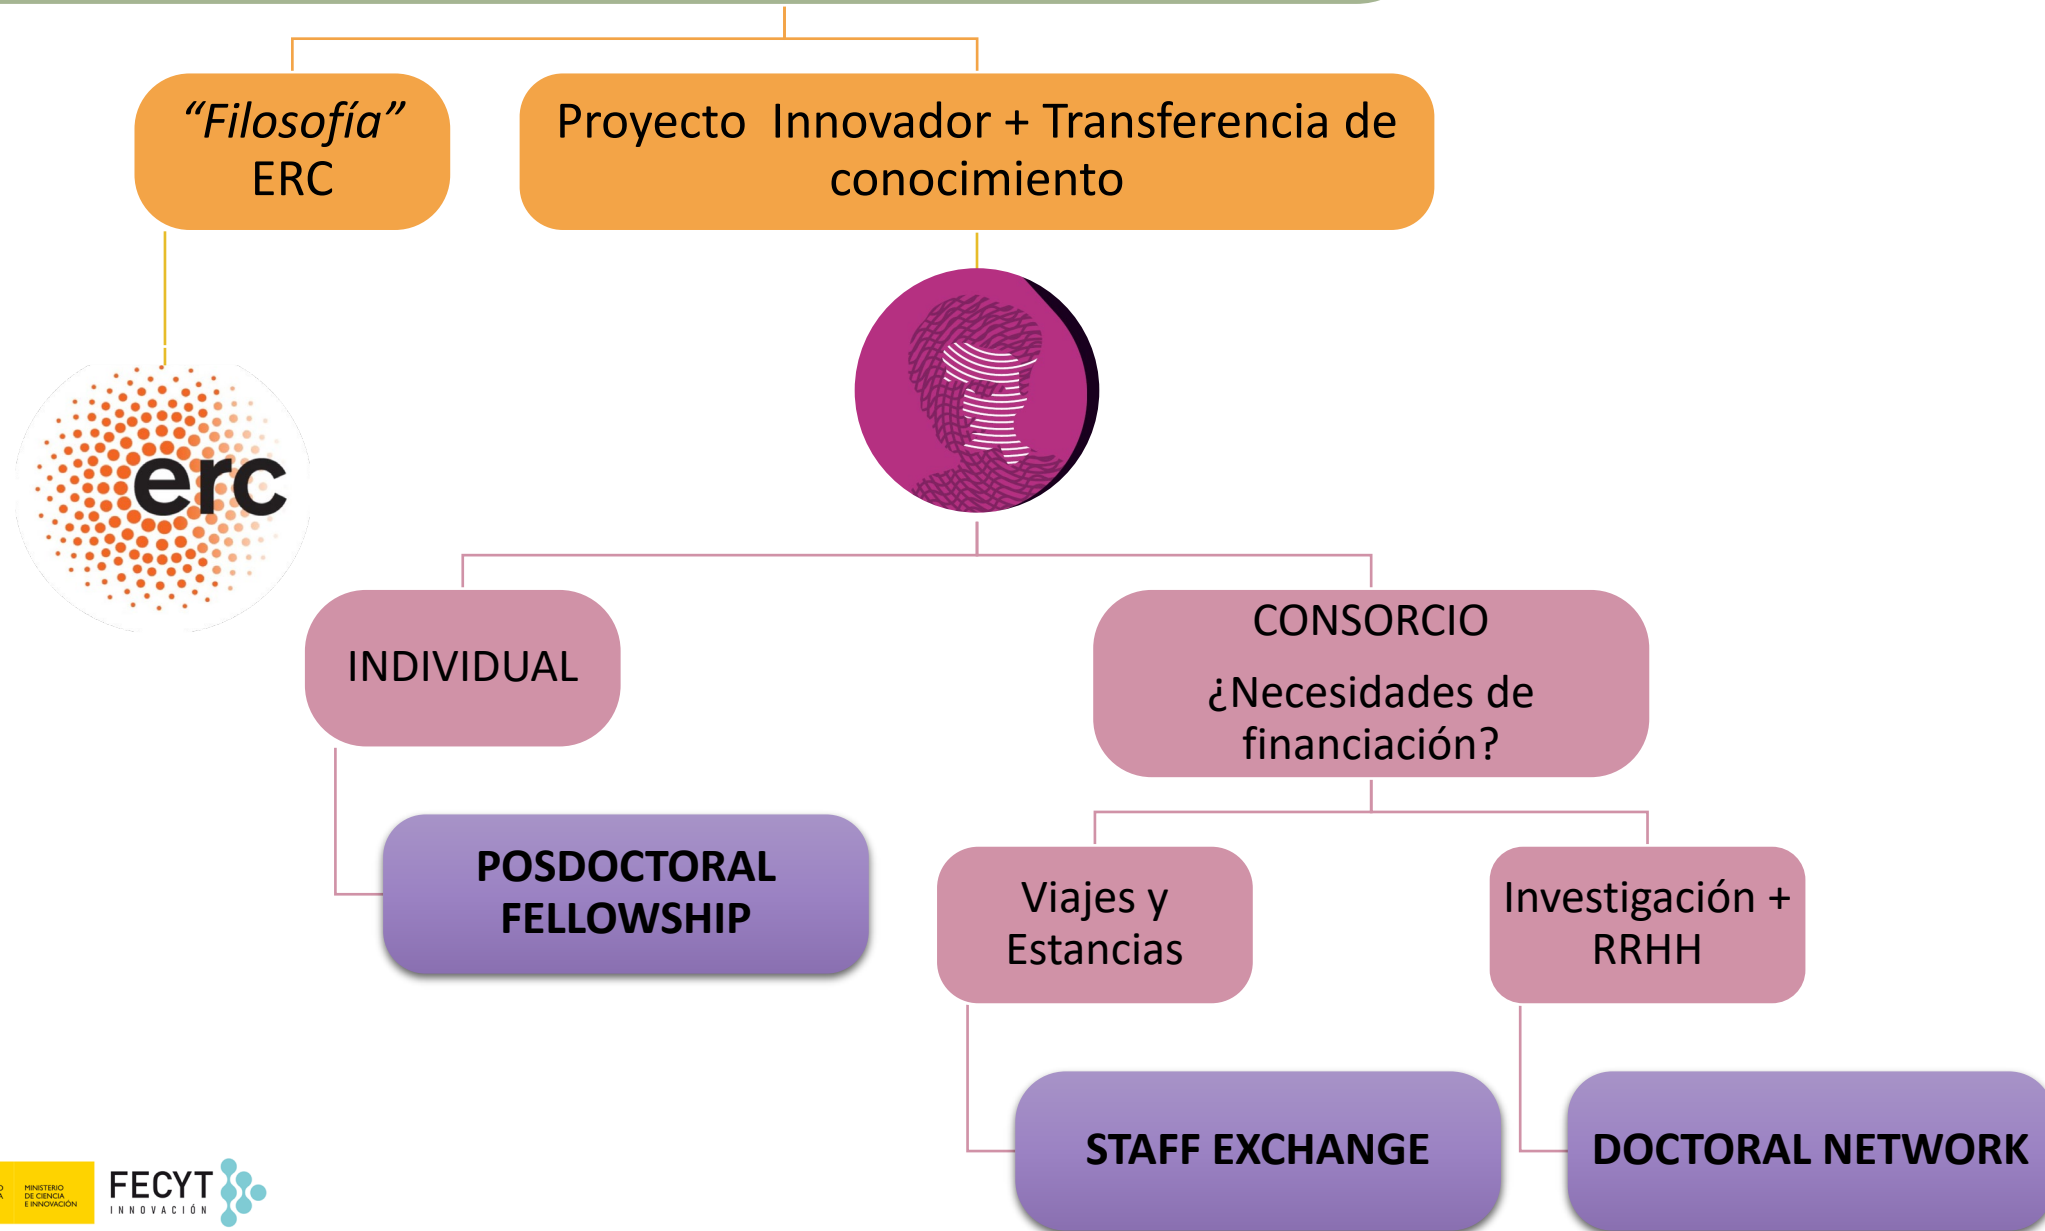 “Filosofía”
ERC
Proyecto Innovador + Transferencia de
conocimiento
erc
INDIVIDUAL
CONSORCIO
¿Necesidades de
financiación?
POSDOCTORAL
FELLOWSHIP
Viajes y
Estancias
Investigación +
RRHH
STAFF EXCHANGE
DOCTORAL NETWORK
MINISTERIO
DE CIENCIA
E INNOVACIÓN
FECYT
INNOVACIÓN